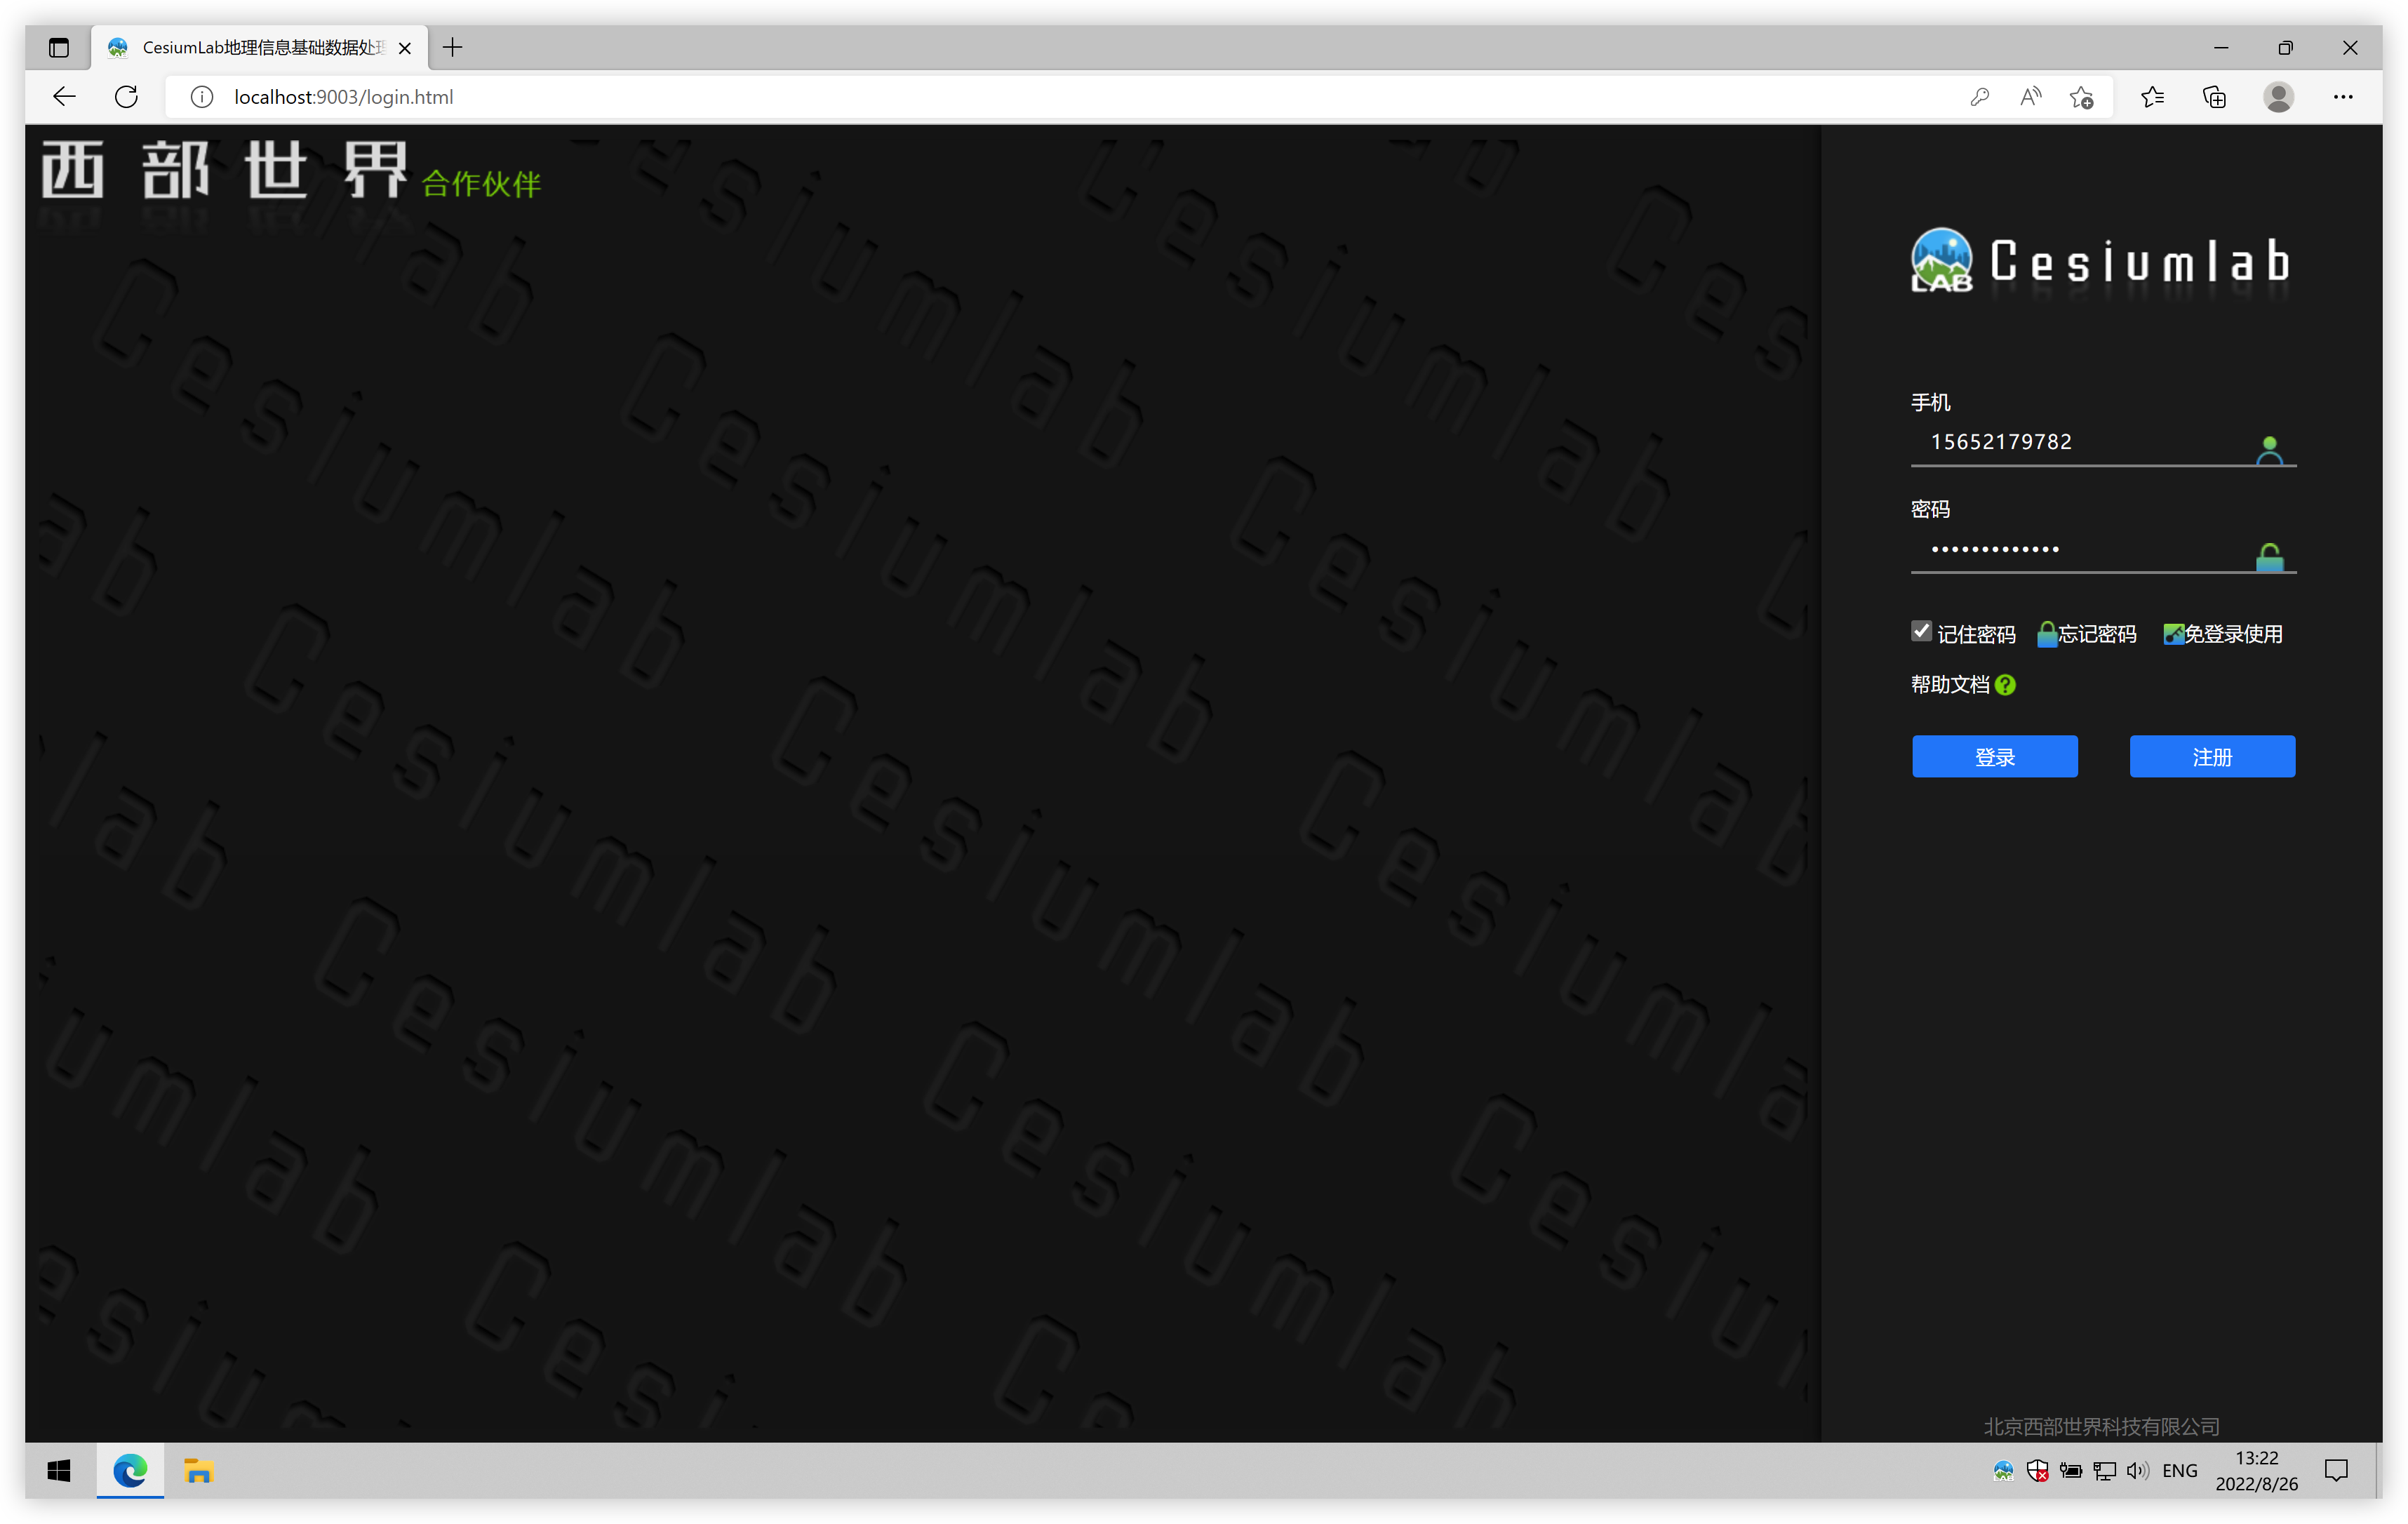 CesiumLab地理信息基础数据处理
localhost:9003/login.html
西部世界 合作伙伴
LAB Cesiumlab
手机
15652179782
密码
•••••••••••••
记住密码 忘记密码 免登录使用
帮助文档 ?
登录 注册
北京西部世界科技有限公司
ENG
13:22
2022/8/26